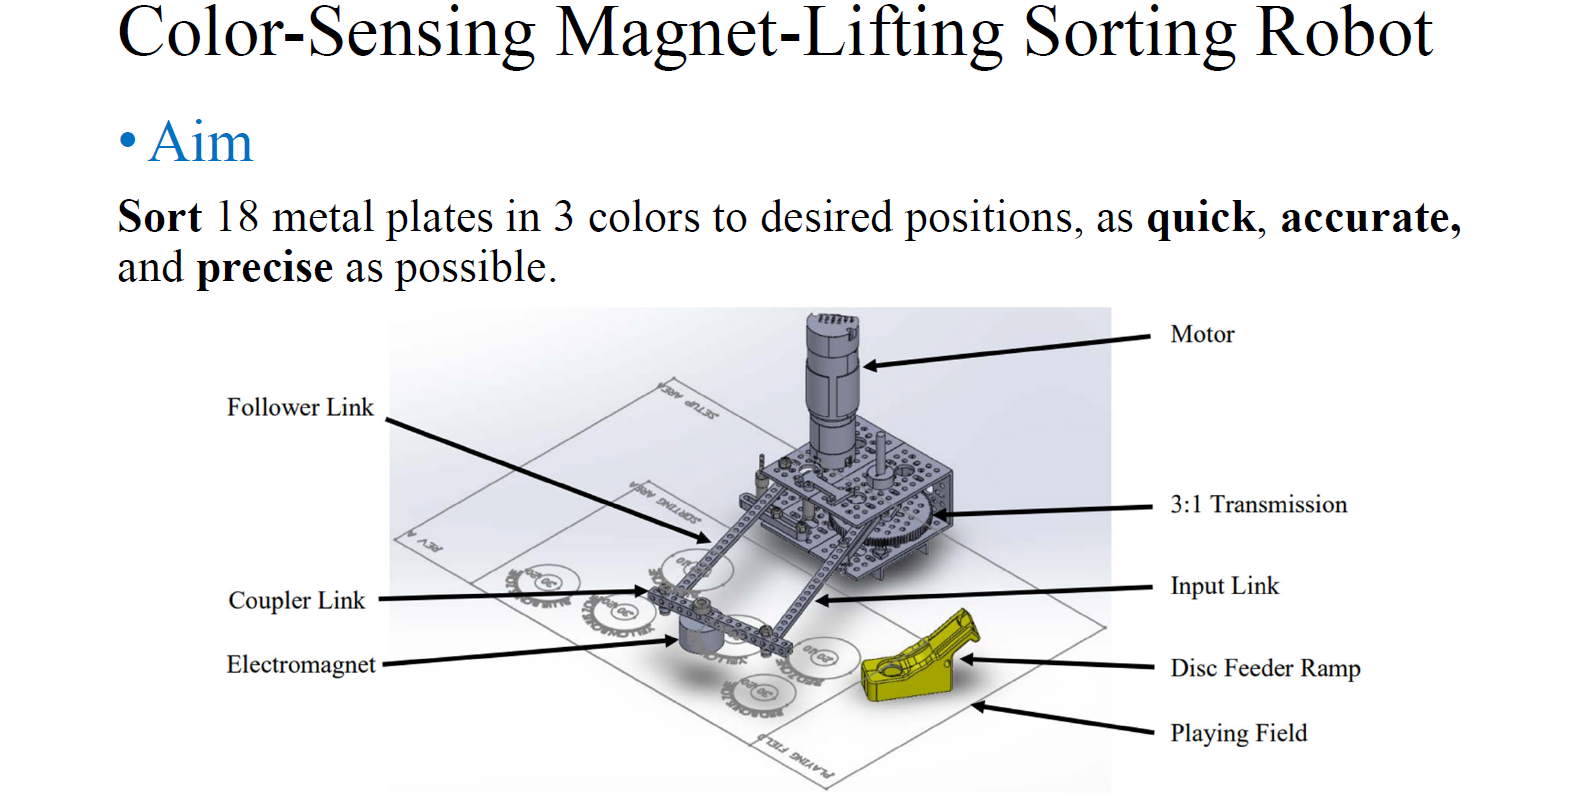 Color-Sensing Magnet-Lifting Sorting Robot
• Aim
Sort 18 metal plates in 3 colors to desired positions, as quick, accurate,
and precise as possible.
Motor
Follower Link
SETUP AREA
SORTING AREA
REV A
3:1 Transmission
Input Link
Coupler Link
Electromagnet
Disc Feeder Ramp
Playing Field
PLAYING FIELD